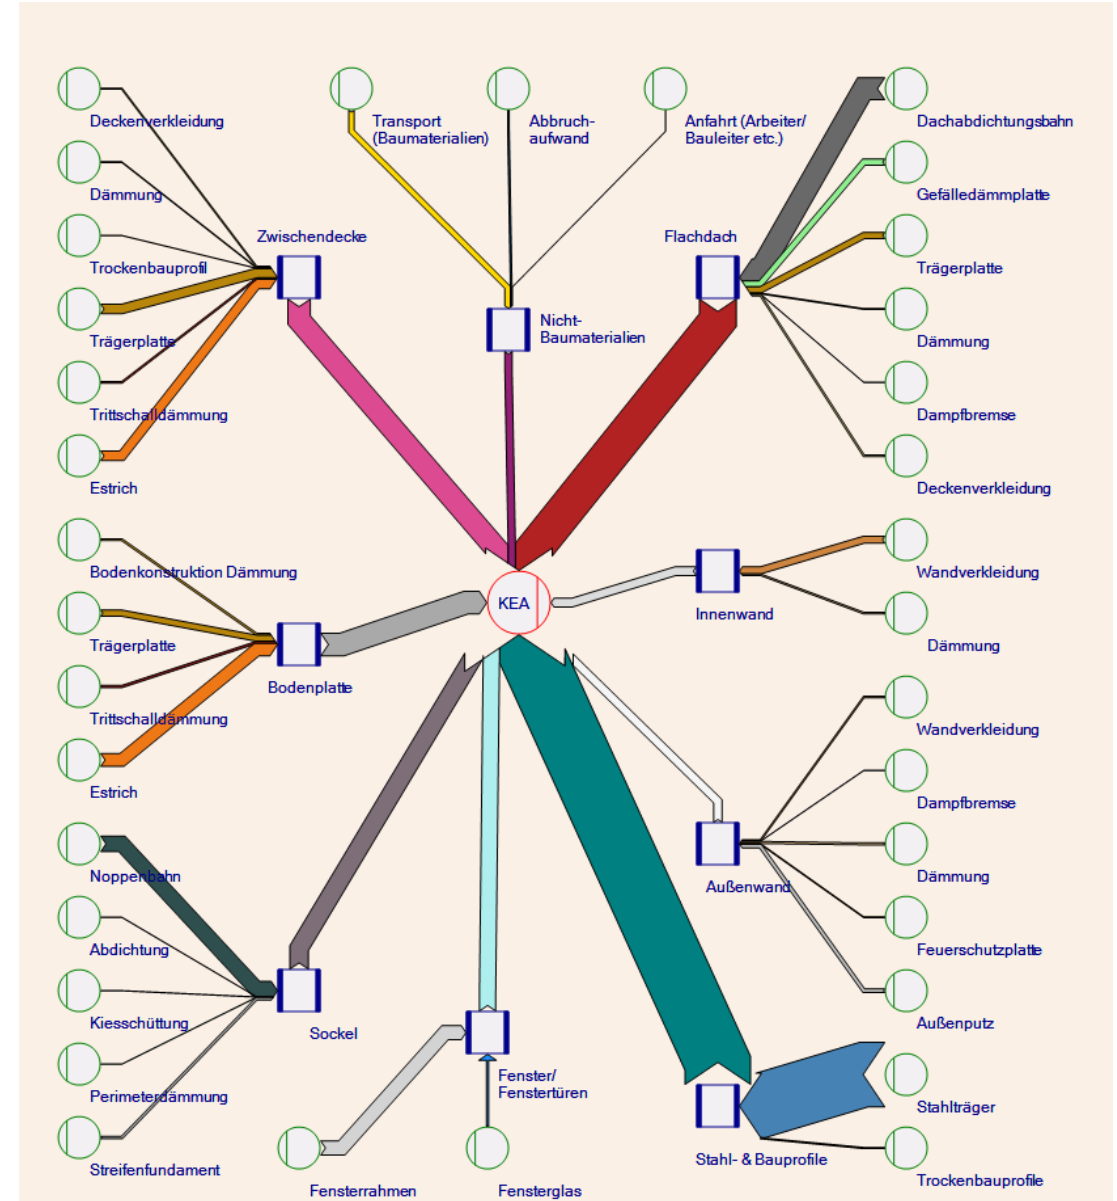 Deckenverkleidung
Dämmung
Trockenbauprofil
Trägerplatte
Trittschalldämmung
Estrich
Zwischendecke
Transport
(Baumaterialien)
Abbruch-
aufwand
Anfahrt (Arbeiter/
Bauleiter etc.)
Nicht-
Baumaterialien
Flachdach
Dachabdichtungsbahn
Gefälledämmplatte
Trägerplatte
Dämmung
Dampfbremse
Deckenverkleidung
Bodenkonstruktion Dämmung
Trägerplatte
Trittschalldämmung
Estrich
Bodenplatte
KEA
Innenwand
Wandverkleidung
Dämmung
Noppenbahn
Abdichtung
Kiesschüttung
Perimeterdämmung
Streifenfundament
Sockel
Fenster/
Fenstertüren
Fensterrahmen
Fensterglas
Außenwand
Wandverkleidung
Dampfbremse
Dämmung
Feuerschutzplatte
Außenputz
Stahl- & Bauprofile
Stahlträger
Trockenbauprofile